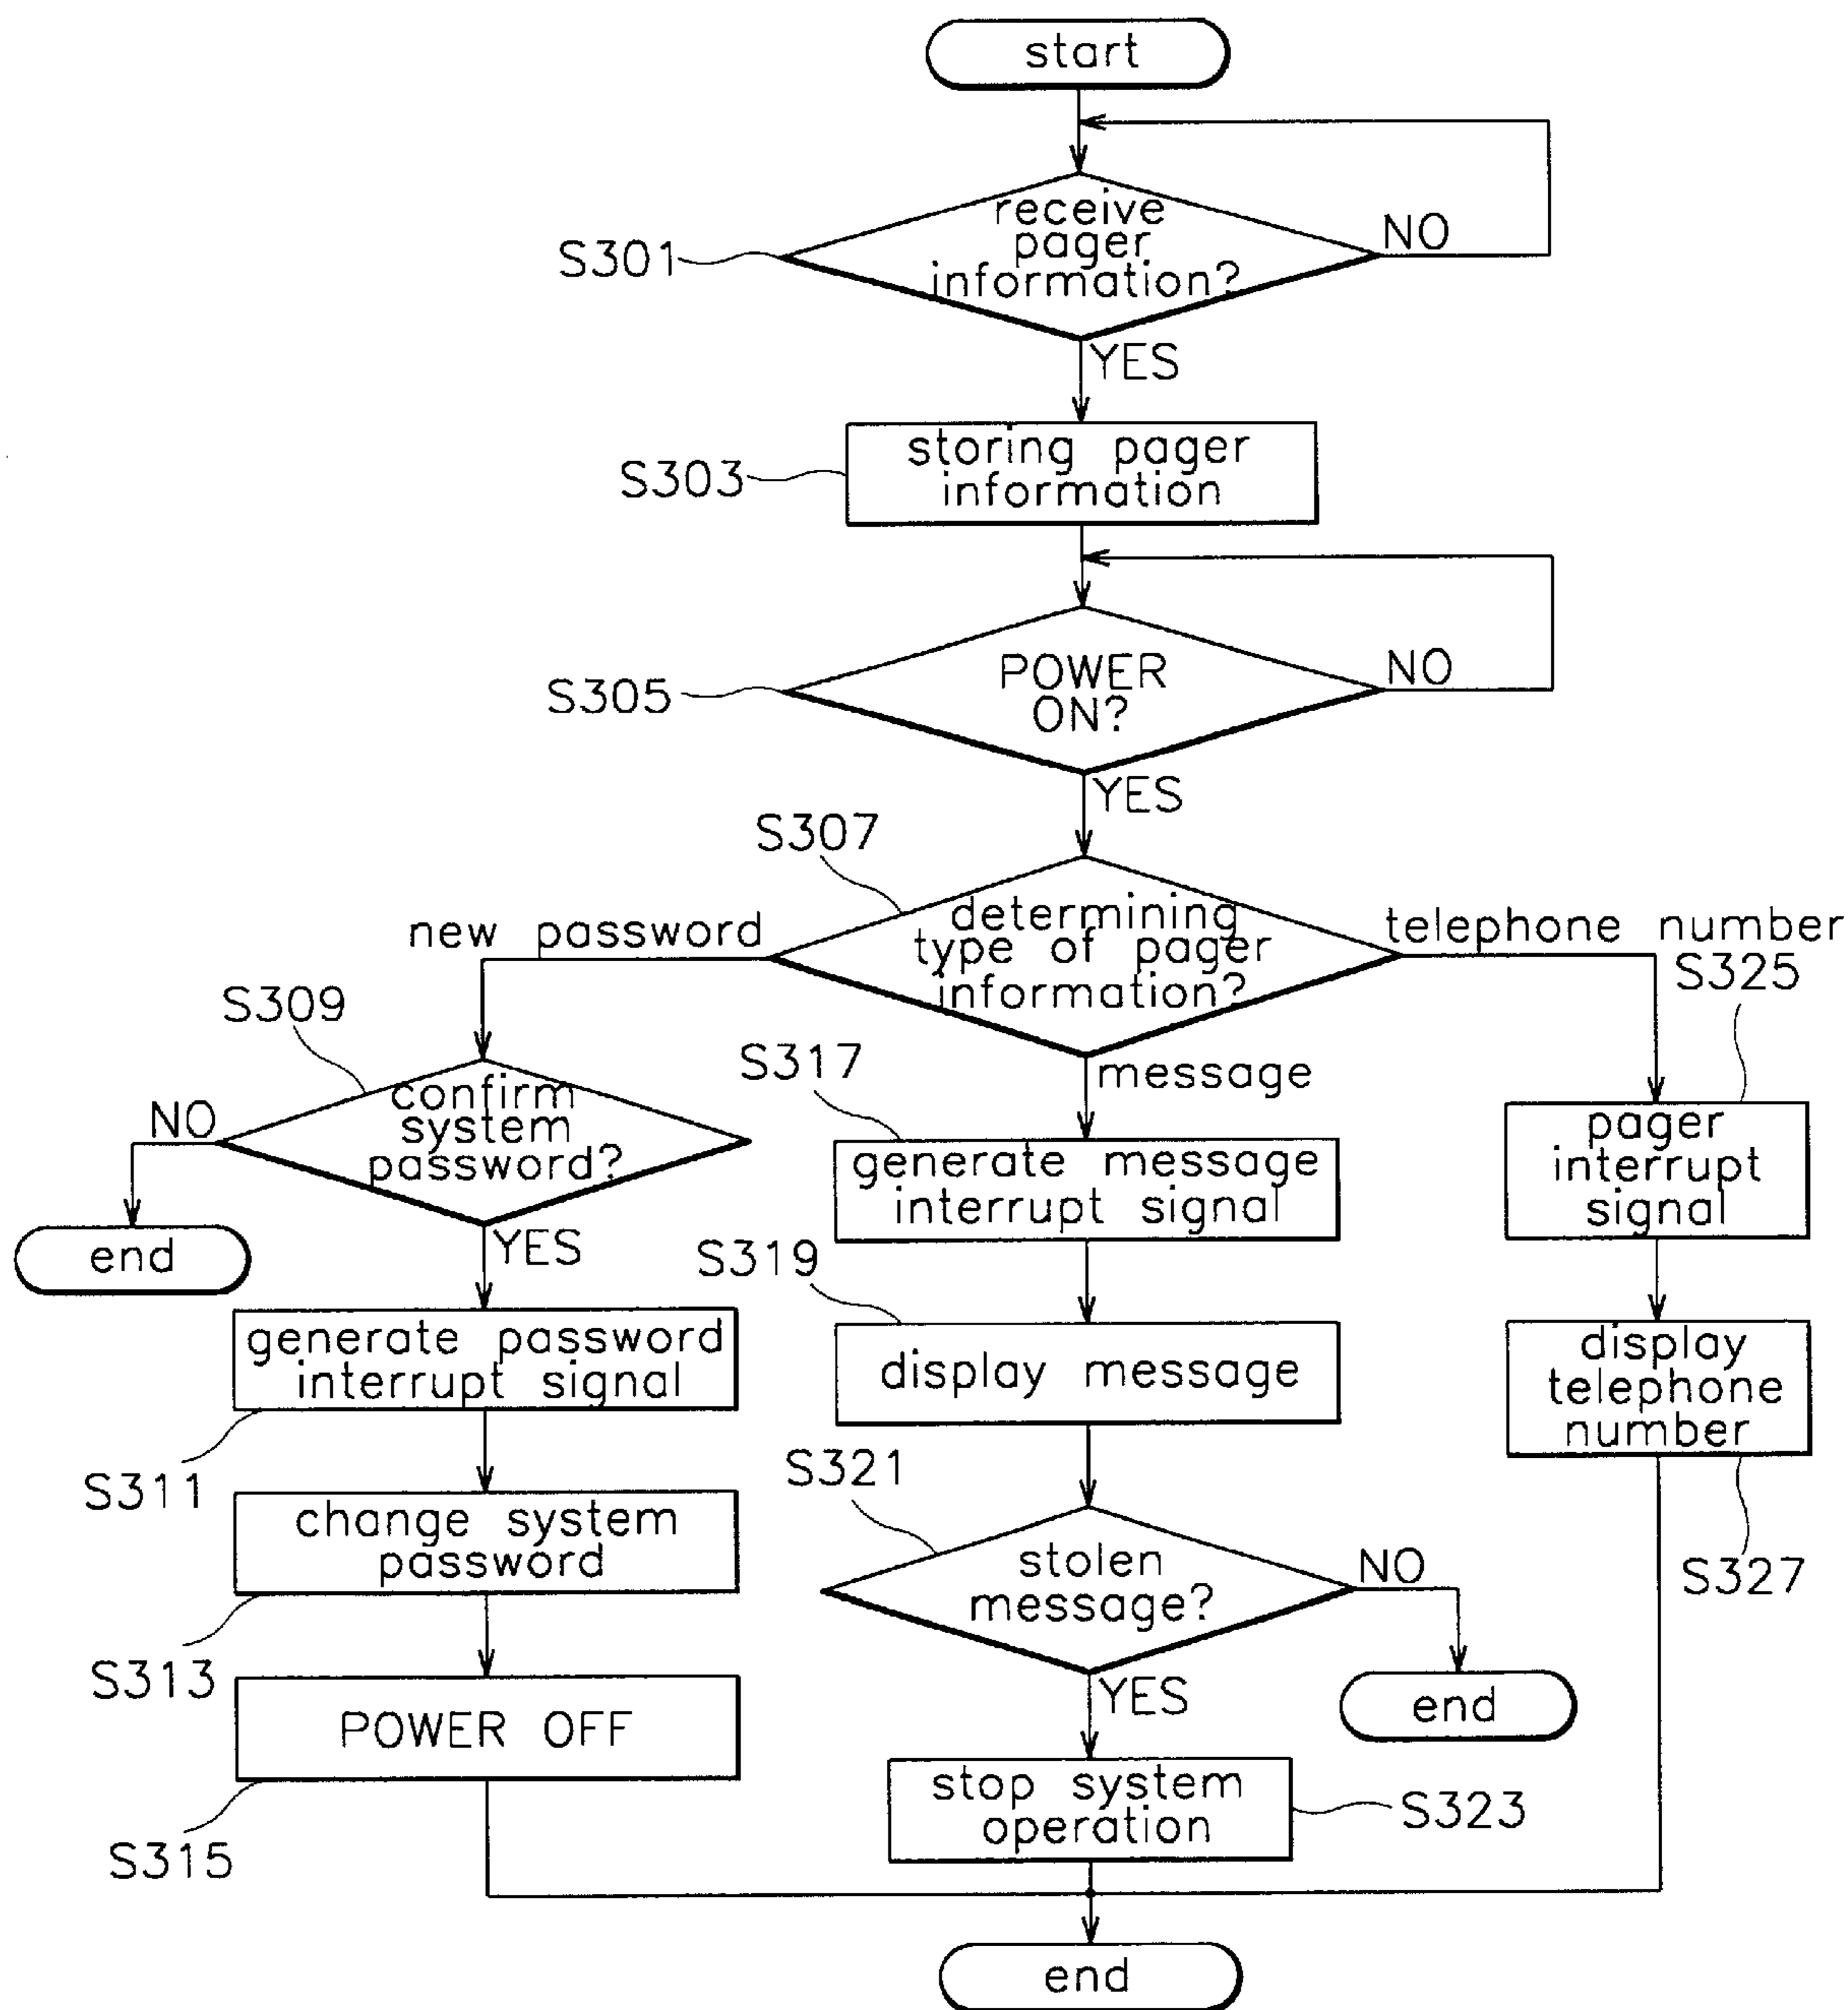 start
receive
pager
information?
S301
NO
YES
storing pager
information
S303
POWER
ON?
S305
NO
YES
S307
determining
type of pager
information?
new password
telephone number
S325
S309
confirm
system
password?
NO
end
YES
S317
message
generate message
interrupt signal
pager
interrupt
signal
generate password
interrupt signal
S311
S319
display message
display
telephone
number
S327
change system
password
S313
S321
stolen
message?
NO
end
YES
POWER OFF
S315
stop system
operation
S323
end